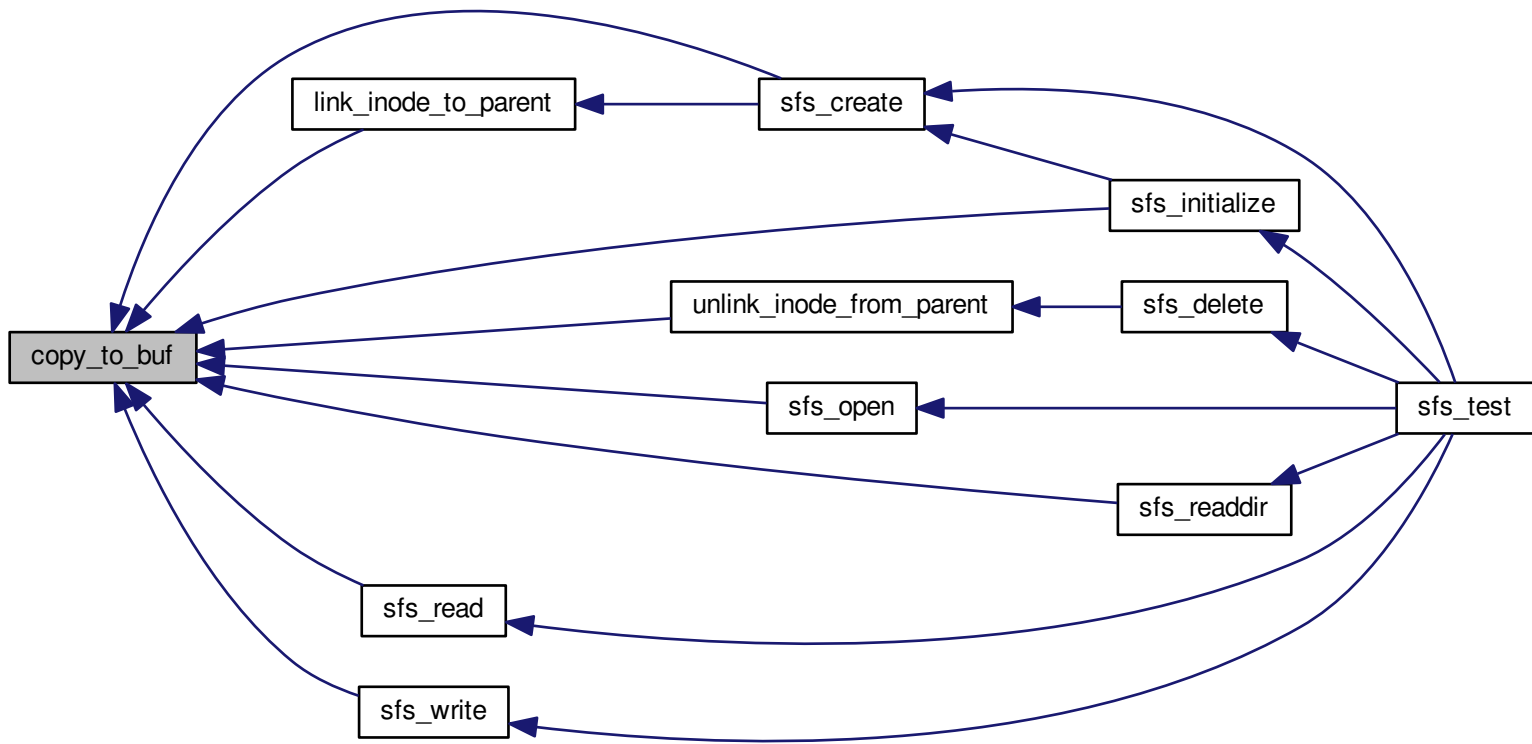 link_inode_to_parent
sfs_create
sfs_initialize
unlink_inode_from_parent
sfs_delete
copy_to_buf
sfs_open
sfs_test
sfs_readdir
sfs_read
sfs_write